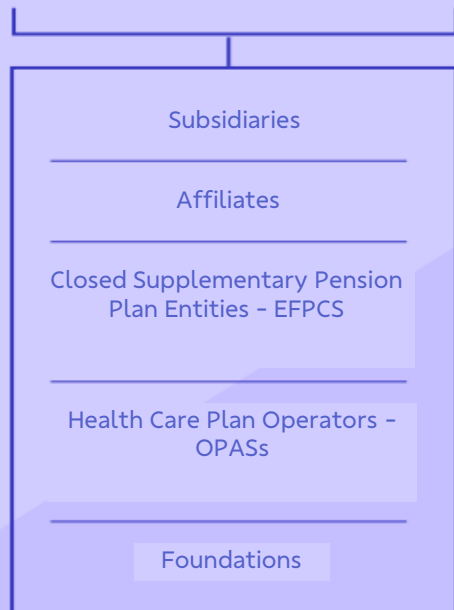 Subsidiaries
Affiliates
Closed Supplementary Pension
Plan Entities - EFPCS
Health Care Plan Operators -
OPASs
Foundations